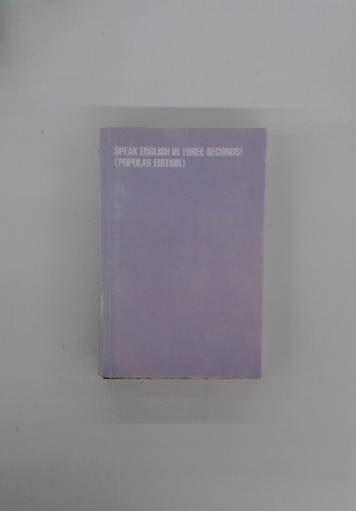 SPEAK ENGLISH IN THREE SECONDS!
(POPULAR EDITION)